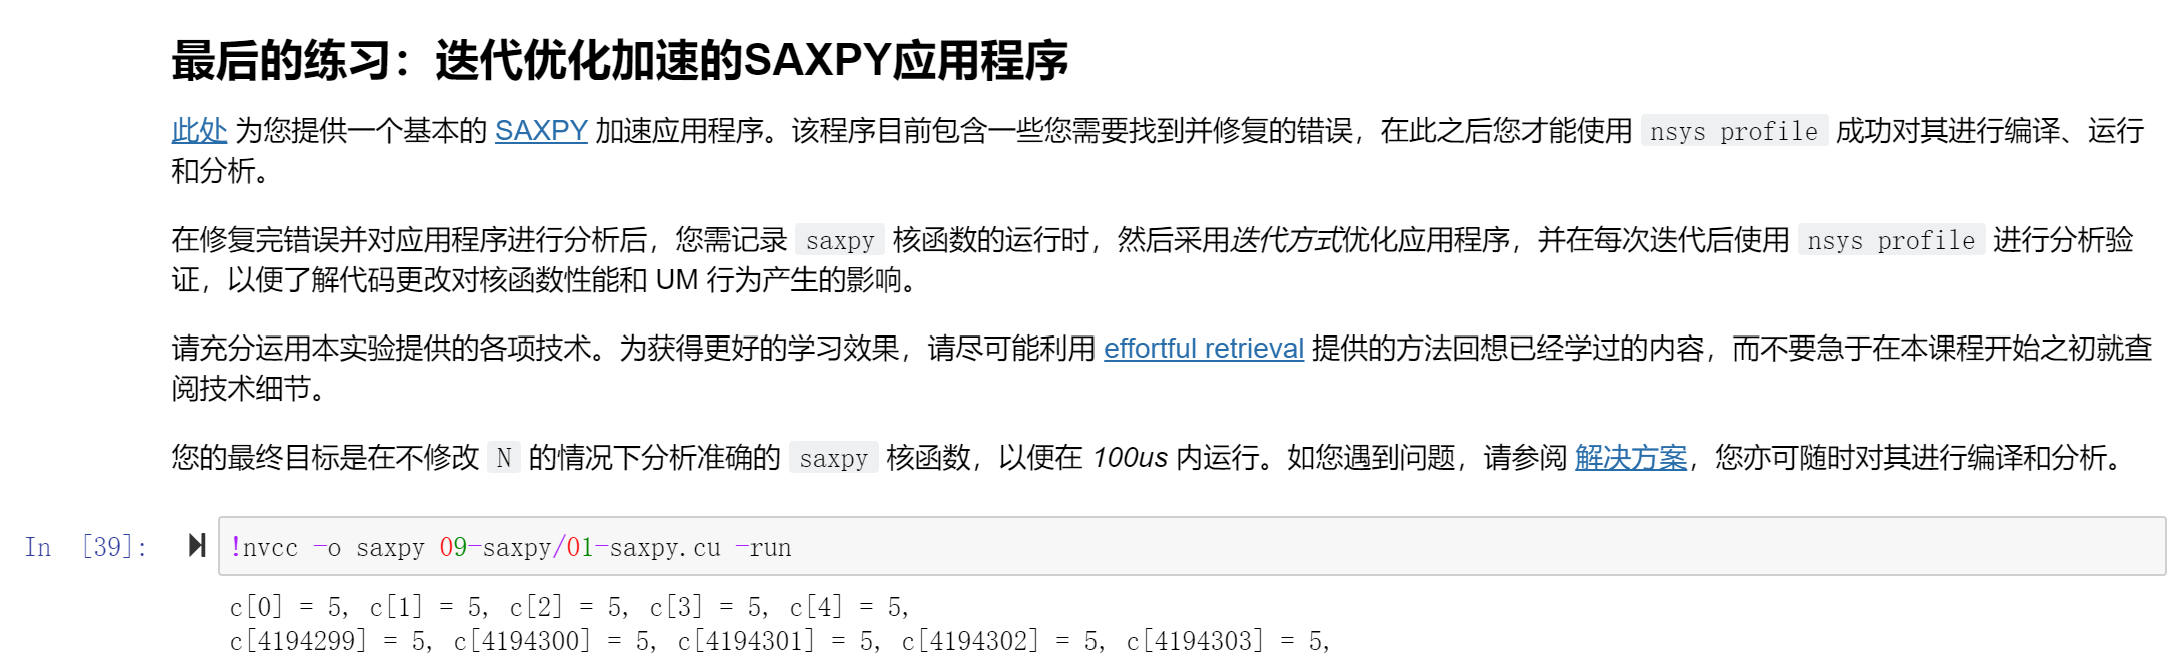 最后的练习：迭代优化加速的SAXPY应用程序
此处 为您提供一个基本的 SAXPY 加速应用程序。该程序目前包含一些您需要找到并修复的错误，在此之后您才能使用 nsys profile 成功对其进行编译、运行
和分析。
在修复完错误并对应用程序进行分析后，您需记录 saxpy 核函数的运行时，然后采用迭代方式优化应用程序，并在每次迭代后使用 nsys profile 进行分析验
证，以便了解代码更改对核函数性能和 UM 行为产生的影响。
请充分运用本实验提供的各项技术。为获得更好的学习效果，请尽可能利用 effortful retrieval 提供的方法回想已经学过的内容，而不要急于在本课程开始之初就查
阅技术细节。
您的最终目标是在不修改 N 的情况下分析准确的 saxpy 核函数，以便在 100us 内运行。如您遇到问题，请参阅 解决方案，您亦可随时对其进行编译和分析。
In [39]: !nvcc -o saxpy 09-saxpy/01-saxpy.cu -run
c[0] = 5, c[1] = 5, c[2] = 5, c[3] = 5, c[4] = 5,
c[4194299] = 5, c[4194300] = 5, c[4194301] = 5, c[4194302] = 5, c[4194303] = 5,